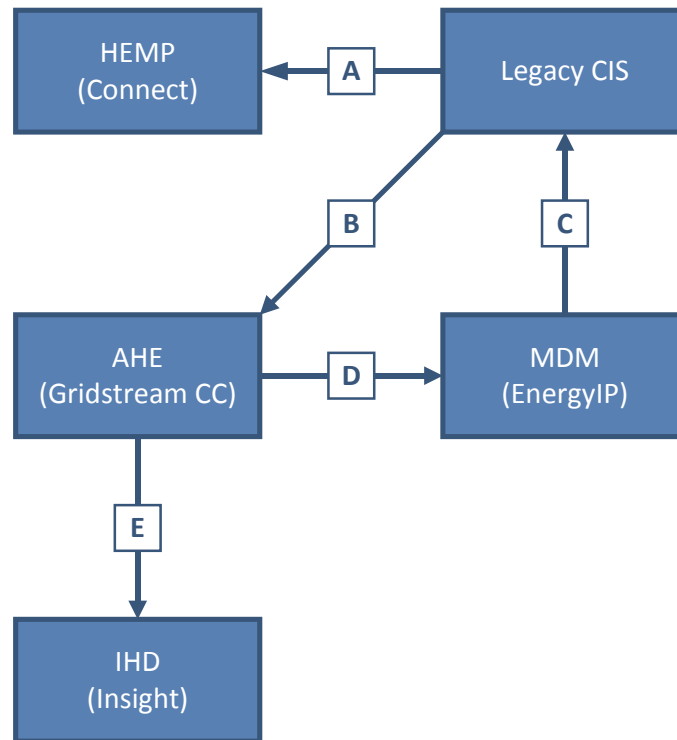 HEMP
(Connect)
A
Legacy CIS
B
C
AHE
(Gridstream CC)
D
MDM
(EnergyIP)
E
IHD
(Insight)